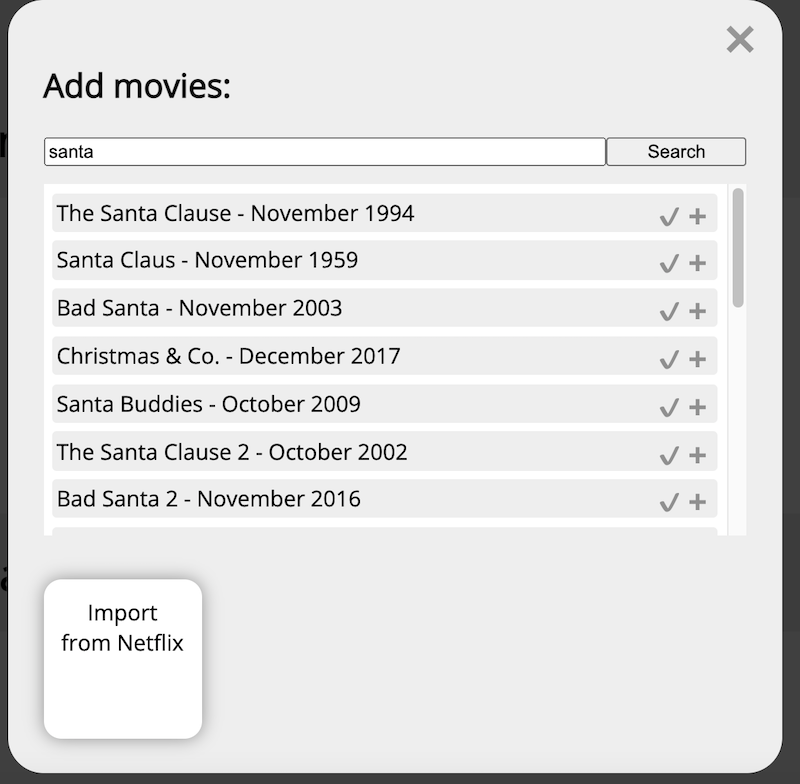 Add movies:
santa
Search
The Santa Clause - November 1994
Santa Claus - November 1959
Bad Santa - November 2003
Christmas & Co. - December 2017
Santa Buddies - October 2009
The Santa Clause 2 - October 2002
Bad Santa 2 - November 2016
Import
from Netflix